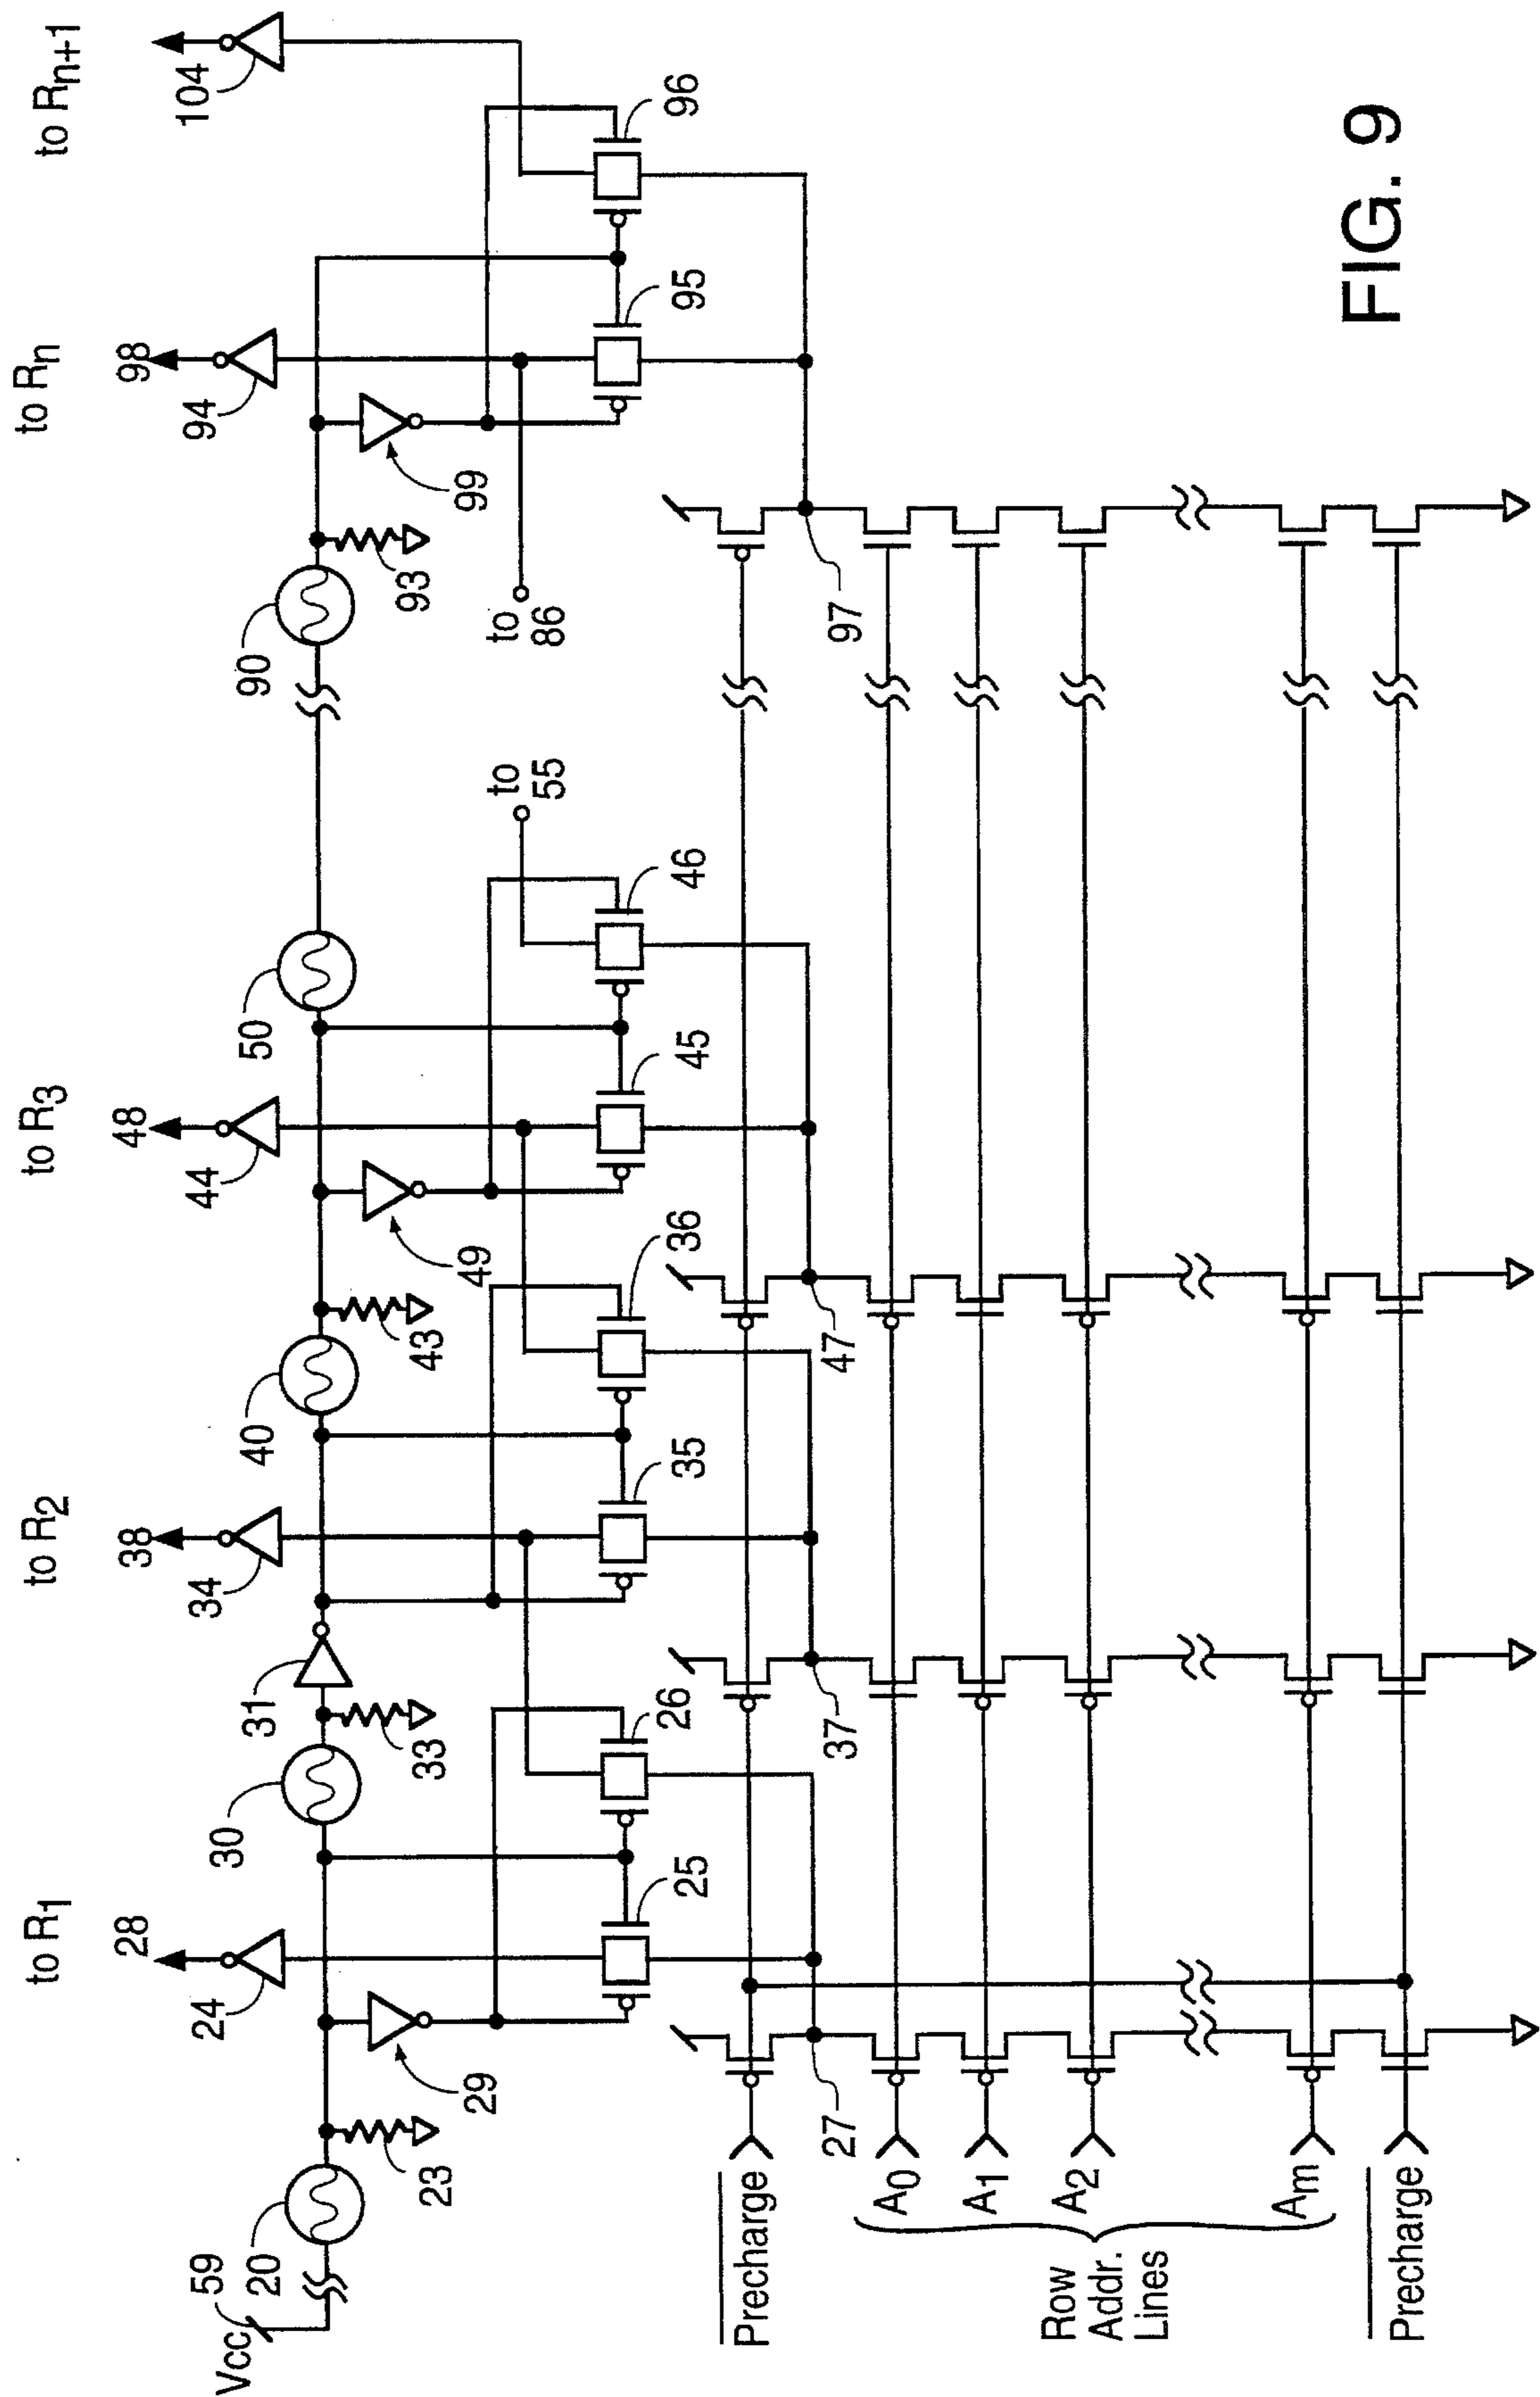 to R1
to R2
to R3
to Rn
to Rn+1
28
38
48
98
24
34
44
94
104
Vcc
59
20
23
29
30
31
33
40
43
49
50
90
93
99
to
55
to
86
25
26
35
36
45
46
95
96
27
37
47
97
Precharge
A0
A1
A2
Am
Row
Addr.
Lines
Precharge
FIG. 9